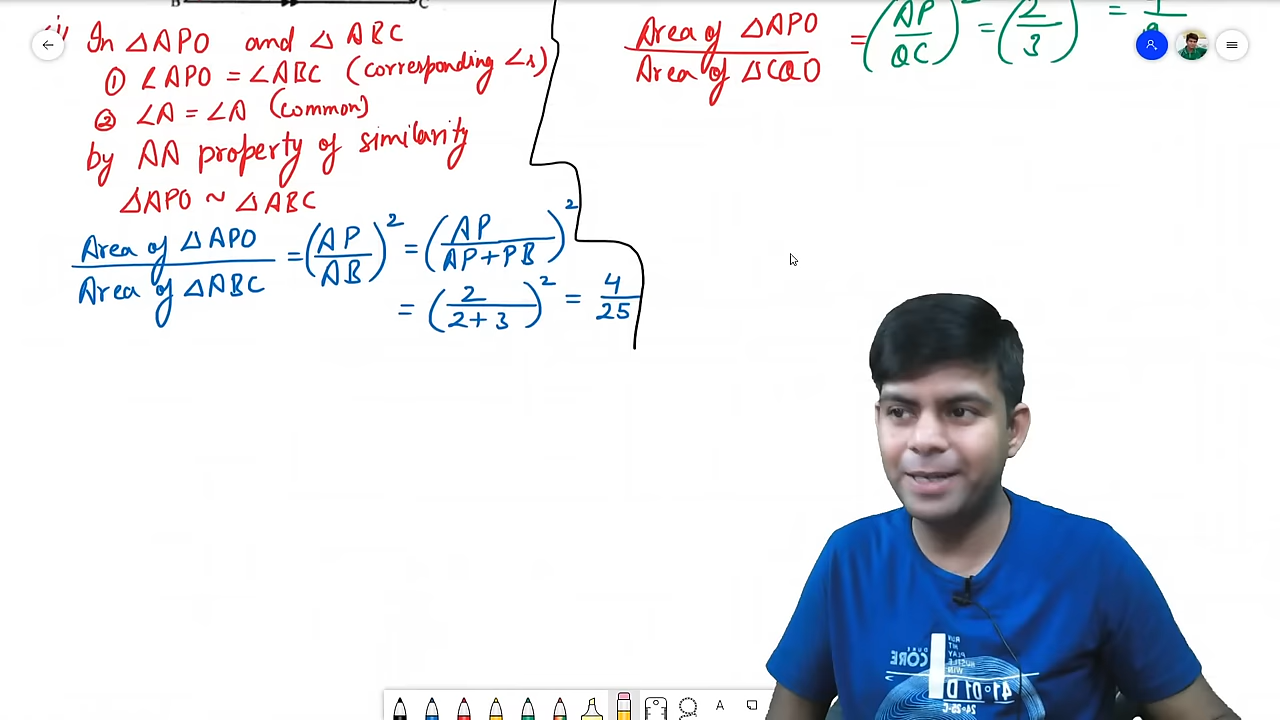 B C
In △APO and △ABC
① ∠APO = ∠ABC (corresponding ∠s)
② ∠A = ∠A (common)
by AA property of similarity
△APO ~ △ABC
Area of △APO / Area of △ABC = (AP/AB)² = (AP/(AP+PB))²
= (2/(2+3))² = 4/25
Area of △APO / Area of △CQO = (AP/QC)² = (2/3)² =
A
CORE